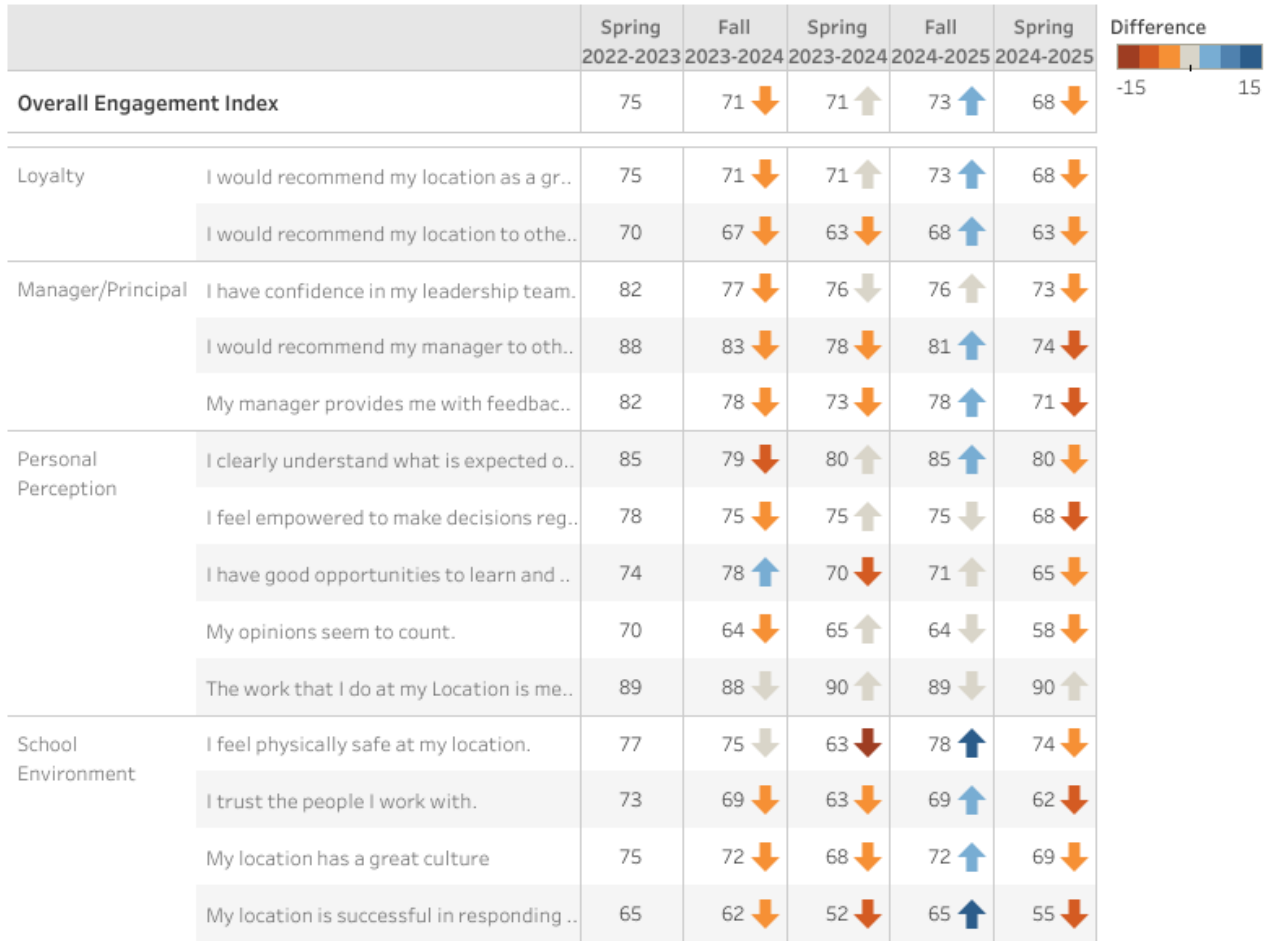 Spring Fall Spring Fall Spring Difference
2022-2023 2023-2024 2023-2024 2024-2025 2024-2025
-15 15
Overall Engagement Index 75 71 71 73 68
Loyalty I would recommend my location as a gr.. 75 71 71 73 68
I would recommend my location to othe.. 70 67 63 68 63
Manager/Principal I have confidence in my leadership team. 82 77 76 76 73
I would recommend my manager to oth.. 88 83 78 81 74
My manager provides me with feedbac.. 82 78 73 78 71
Personal Perception I clearly understand what is expected o.. 85 79 80 85 80
I feel empowered to make decisions reg.. 78 75 75 75 68
I have good opportunities to learn and .. 74 78 70 71 65
My opinions seem to count. 70 64 65 64 58
The work that I do at my Location is me.. 89 88 90 89 90
School Environment I feel physically safe at my location. 77 75 63 78 74
I trust the people I work with. 73 69 63 69 62
My location has a great culture 75 72 68 72 69
My location is successful in responding .. 65 62 52 65 55